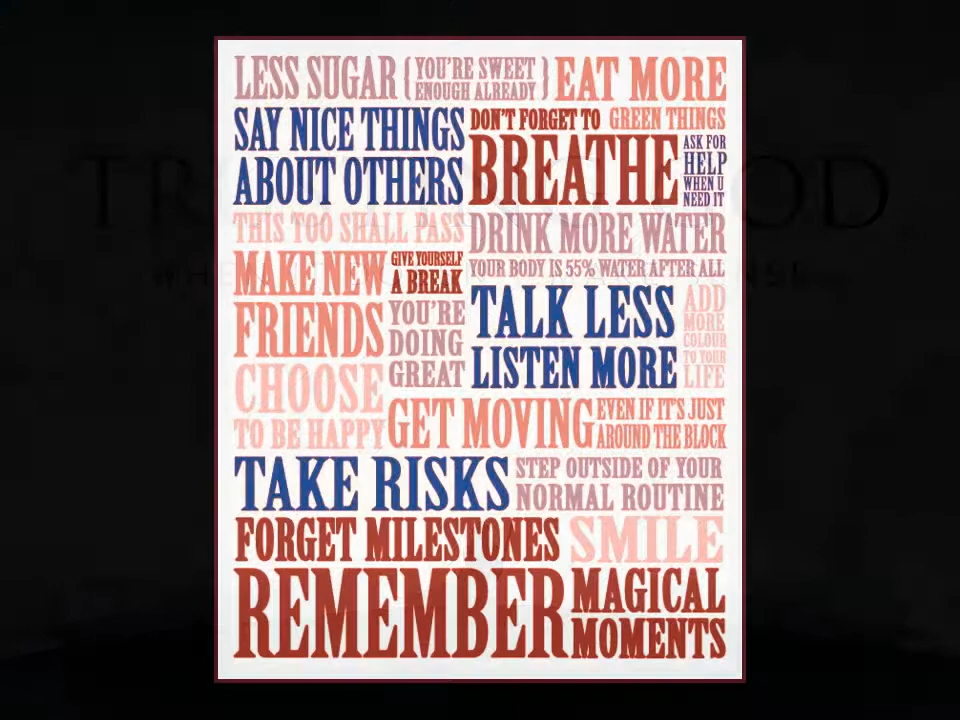 LESS SUGAR { YOU'RE SWEET
ENOUGH ALREADY }
EAT MORE
GREEN THINGS
SAY NICE THINGS
ABOUT OTHERS
DON'T FORGET TO
BREATHE
ASK FOR
HELP
WHEN U
NEED IT
THIS TOO SHALL PASS
DRINK MORE WATER
YOUR BODY IS 55% WATER AFTER ALL
MAKE NEW
FRIENDS
GIVE YOURSELF
A BREAK
YOU'RE
DOING
GREAT
TALK LESS
LISTEN MORE
ADD
MORE
COLOUR
TO YOUR
LIFE
CHOOSE
TO BE HAPPY
GET MOVING
EVEN IF IT'S JUST
AROUND THE BLOCK
TAKE RISKS
STEP OUTSIDE OF YOUR
NORMAL ROUTINE
FORGET MILESTONES
SMILE
REMEMBER
MAGICAL
MOMENTS